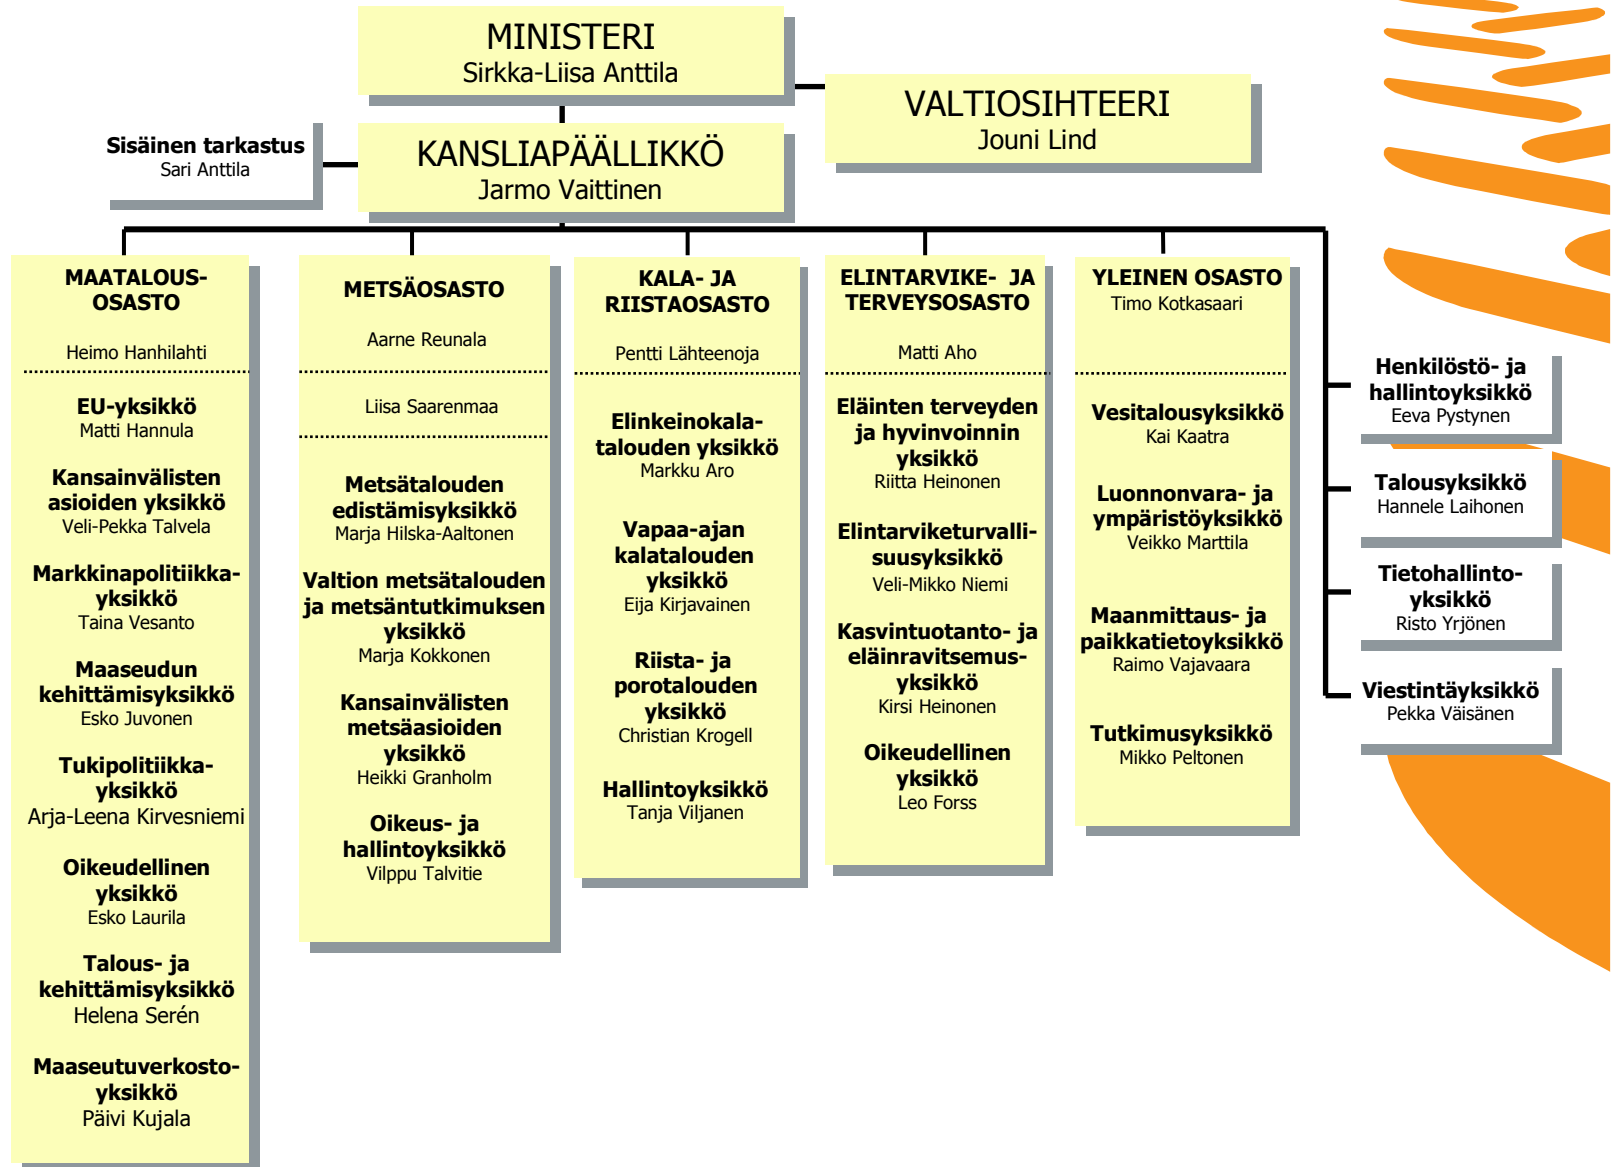 MINISTERI
Sirkka-Liisa Anttila
VALTIOSIHTEERI
Jouni Lind
Sisäinen tarkastus
Sari Anttila
KANSLIAPÄÄLLIKKÖ
Jarmo Vaittinen
MAATALOUS-
OSASTO
Heimo Hanhilahti
EU-yksikkö
Matti Hannula
Kansainvälisten
asioiden yksikkö
Veli-Pekka Talvela
Markkinapolitiikka-
yksikkö
Taina Vesanto
Maaseudun
kehittämisyksikkö
Esko Juvonen
Tukipolitiikka-
yksikkö
Arja-Leena Kirvesniemi
Oikeudellinen
yksikkö
Esko Laurila
Talous- ja
kehittämisyksikkö
Helena Serén
Maaseutuverkosto-
yksikkö
Päivi Kujala
METSÄOSASTO
Aarne Reunala
Liisa Saarenmaa
Metsätalouden
edistämisyksikkö
Marja Hilska-Aaltonen
Valtion metsätalouden
ja metsäntutkimuksen
yksikkö
Marja Kokkonen
Kansainvälisten
metsäasioiden
yksikkö
Heikki Granholm
Oikeus- ja
hallintoyksikkö
Vilppu Talvitie
KALA- JA
RIISTAOSASTO
Pentti Lähteenoja
Elinkeinokala-
talouden yksikkö
Markku Aro
Vapaa-ajan
kalatalouden
yksikkö
Eija Kirjavainen
Riista- ja
porotalouden
yksikkö
Christian Krogell
Hallintoyksikkö
Tanja Viljanen
ELINTARVIKE- JA
TERVEYSOSASTO
Matti Aho
Eläinten terveyden
ja hyvinvoinnin
yksikkö
Riitta Heinonen
Elintarviketurvalli-
suusyksikkö
Veli-Mikko Niemi
Kasvintuotanto- ja
eläinravitsemus-
yksikkö
Kirsi Heinonen
Oikeudellinen
yksikkö
Leo Forss
YLEINEN OSASTO
Timo Kotkasaari
Vesitalousyksikkö
Kai Kaatra
Luonnonvara- ja
ympäristöyksikkö
Veikko Marttila
Maanmittaus- ja
paikkatietoyksikkö
Raimo Vajavaara
Tutkimusyksikkö
Mikko Peltonen
Henkilöstö- ja
hallintoyksikkö
Eeva Pystynen
Talousyksikkö
Hannele Laihonen
Tietohallinto-
yksikkö
Risto Yrjönen
Viestintäyksikkö
Pekka Väisänen